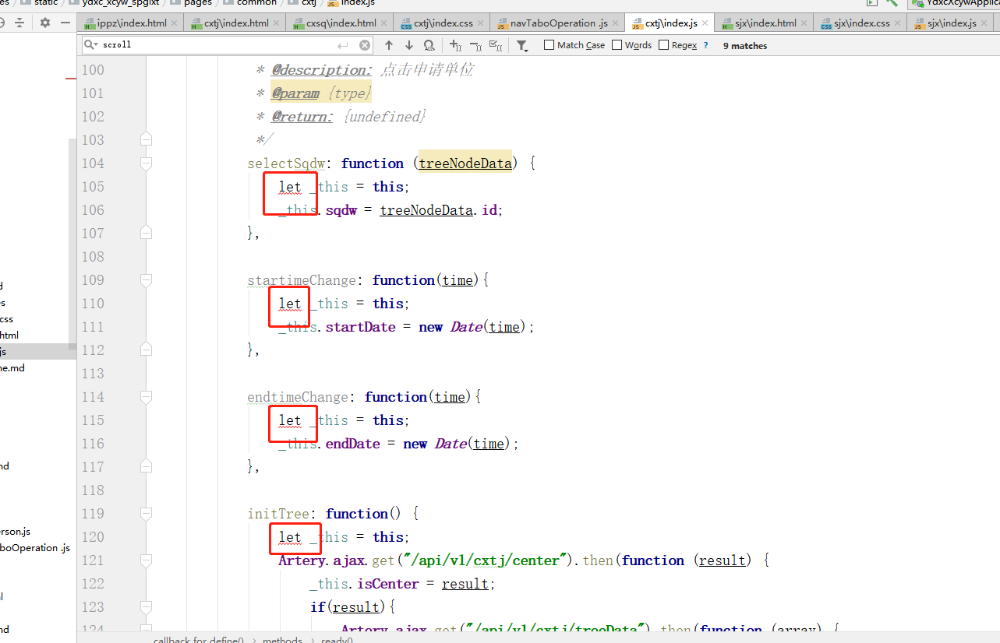 static ydxc_xcyw_spglxt pages common cxtj index.js YdxcXcywApplica
ippz\index.html cxtj\index.html cxsq\index.html cxtj\index.css navTaboOperation .js cxtj\index.js sjx\index.html sjx\index.css sjx\index.js
scroll Match Case Words Regex ? 9 matches
100 * @description: 点击申请单位
101 * @param {type}
102 * @return: {undefined}
103 */
104 selectSqdw: function (treeNodeData) {
105 let _this = this;
106 _this.sqdw = treeNodeData.id;
107 },
108
109 startimeChange: function(time){
110 let _this = this;
111 _this.startDate = new Date(time);
112 },
113
114 endtimeChange: function(time){
115 let _this = this;
116 _this.endDate = new Date(time);
117 },
118
119 initTree: function() {
120 let _this = this;
121 Artery.ajax.get("/api/v1/cxtj/center").then(function (result) {
122 _this.isCenter = result;
123 if(result){
124 Artery.ajax.get("/api/v1/cxtj/treeData").then(function (array) {
css
html
js
ne.md
nd
erson.js
boOperation .js
nd
callback for define() › methods › ready()